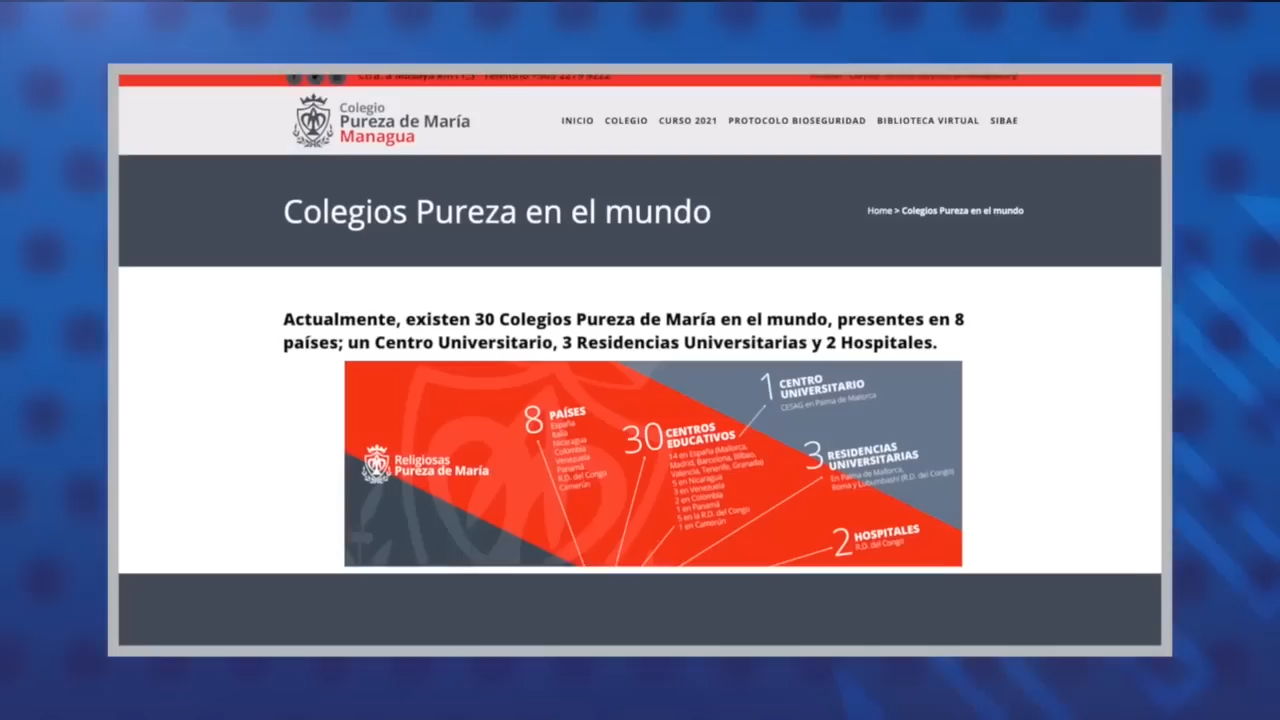 Colegio
Pureza de María
Managua
INICIO COLEGIO CURSO 2021 PROTOCOLO BIOSEGURIDAD BIBLIOTECA VIRTUAL SIBAE
Colegios Pureza en el mundo
Home > Colegios Pureza en el mundo
Actualmente, existen 30 Colegios Pureza de María en el mundo, presentes en 8
países; un Centro Universitario, 3 Residencias Universitarias y 2 Hospitales.
Religiosas
Pureza de María
8 PAÍSES
España
Italia
Nicaragua
Colombia
Venezuela
Panamá
R.D. del Congo
Camerún
30 CENTROS
EDUCATIVOS
14 en España (Mallorca,
Madrid, Barcelona, Bilbao,
Valencia, Tenerife, Granada)
5 en Nicaragua
3 en Venezuela
2 en Colombia
1 en Panamá
5 en la R.D. del Congo
1 en Camerún
1 CENTRO
UNIVERSITARIO
CESAG en Palma de Mallorca
3 RESIDENCIAS
UNIVERSITARIAS
En Palma de Mallorca,
Roma y Lubumbashi (R.D. del Congo)
2 HOSPITALES
R.D. del Congo